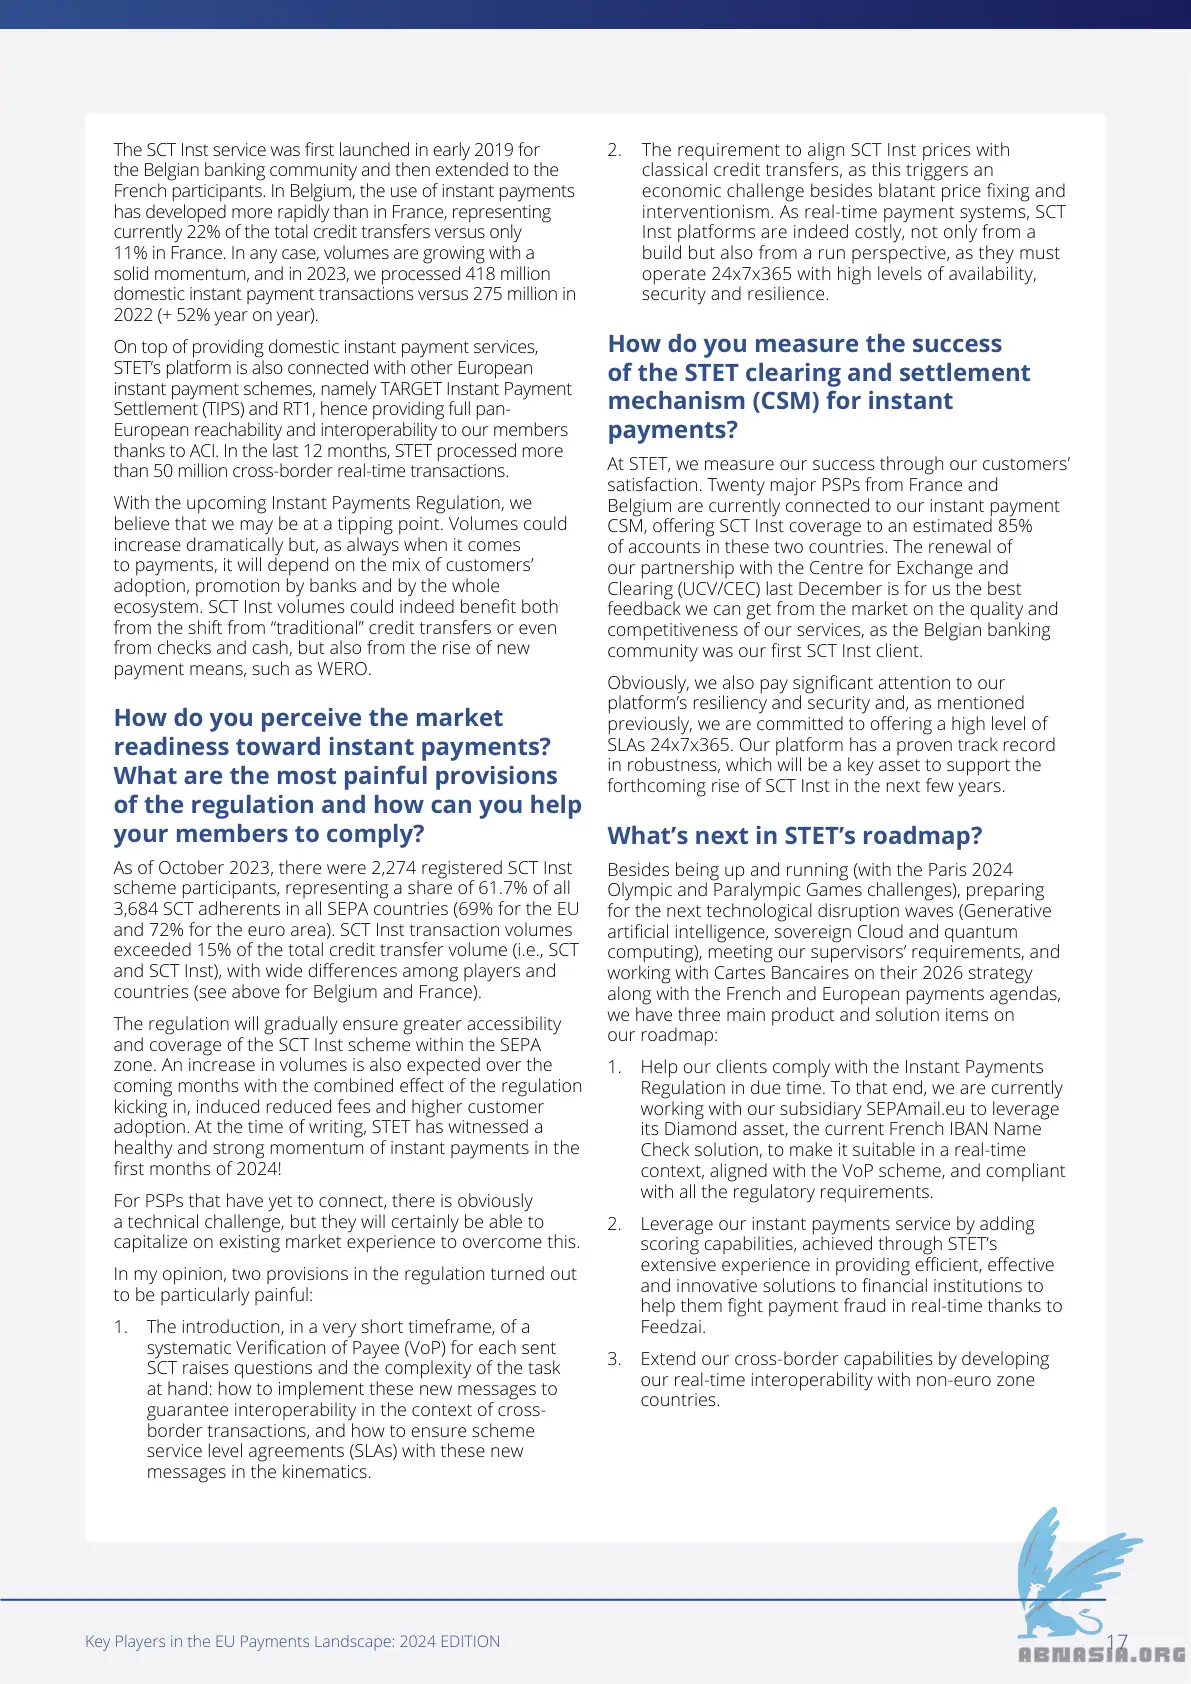 The SCT Inst service was first launched in early 2019 for
the Belgian banking community and then extended to the
French participants. In Belgium, the use of instant payments
has developed more rapidly than in France, representing
currently 22% of the total credit transfers versus only
11% in France. In any case, volumes are growing with a
solid momentum, and in 2023, we processed 418 million
domestic instant payment transactions versus 275 million in
2022 (+ 52% year on year).
On top of providing domestic instant payment services,
STET’s platform is also connected with other European
instant payment schemes, namely TARGET Instant Payment
Settlement (TIPS) and RT1, hence providing full pan-
European reachability and interoperability to our members
thanks to ACI. In the last 12 months, STET processed more
than 50 million cross-border real-time transactions.
With the upcoming Instant Payments Regulation, we
believe that we may be at a tipping point. Volumes could
increase dramatically but, as always when it comes
to payments, it will depend on the mix of customers’
adoption, promotion by banks and by the whole
ecosystem. SCT Inst volumes could indeed benefit both
from the shift from “traditional” credit transfers or even
from checks and cash, but also from the rise of new
payment means, such as WERO.
How do you perceive the market
readiness toward instant payments?
What are the most painful provisions
of the regulation and how can you help
your members to comply?
As of October 2023, there were 2,274 registered SCT Inst
scheme participants, representing a share of 61.7% of all
3,684 SCT adherents in all SEPA countries (69% for the EU
and 72% for the euro area). SCT Inst transaction volumes
exceeded 15% of the total credit transfer volume (i.e., SCT
and SCT Inst), with wide differences among players and
countries (see above for Belgium and France).
The regulation will gradually ensure greater accessibility
and coverage of the SCT Inst scheme within the SEPA
zone. An increase in volumes is also expected over the
coming months with the combined effect of the regulation
kicking in, induced reduced fees and higher customer
adoption. At the time of writing, STET has witnessed a
healthy and strong momentum of instant payments in the
first months of 2024!
For PSPs that have yet to connect, there is obviously
a technical challenge, but they will certainly be able to
capitalize on existing market experience to overcome this.
In my opinion, two provisions in the regulation turned out
to be particularly painful:
1. The introduction, in a very short timeframe, of a
systematic Verification of Payee (VoP) for each sent
SCT raises questions and the complexity of the task
at hand: how to implement these new messages to
guarantee interoperability in the context of cross-
border transactions, and how to ensure scheme
service level agreements (SLAs) with these new
messages in the kinematics.
2. The requirement to align SCT Inst prices with
classical credit transfers, as this triggers an
economic challenge besides blatant price fixing and
interventionism. As real-time payment systems, SCT
Inst platforms are indeed costly, not only from a
build but also from a run perspective, as they must
operate 24x7x365 with high levels of availability,
security and resilience.
How do you measure the success
of the STET clearing and settlement
mechanism (CSM) for instant
payments?
At STET, we measure our success through our customers’
satisfaction. Twenty major PSPs from France and
Belgium are currently connected to our instant payment
CSM, offering SCT Inst coverage to an estimated 85%
of accounts in these two countries. The renewal of
our partnership with the Centre for Exchange and
Clearing (UCV/CEC) last December is for us the best
feedback we can get from the market on the quality and
competitiveness of our services, as the Belgian banking
community was our first SCT Inst client.
Obviously, we also pay significant attention to our
platform’s resiliency and security and, as mentioned
previously, we are committed to offering a high level of
SLAs 24x7x365. Our platform has a proven track record
in robustness, which will be a key asset to support the
forthcoming rise of SCT Inst in the next few years.
What’s next in STET’s roadmap?
Besides being up and running (with the Paris 2024
Olympic and Paralympic Games challenges), preparing
for the next technological disruption waves (Generative
artificial intelligence, sovereign Cloud and quantum
computing), meeting our supervisors’ requirements, and
working with Cartes Bancaires on their 2026 strategy
along with the French and European payments agendas,
we have three main product and solution items on
our roadmap:
1. Help our clients comply with the Instant Payments
Regulation in due time. To that end, we are currently
working with our subsidiary SEPAmail.eu to leverage
its Diamond asset, the current French IBAN Name
Check solution, to make it suitable in a real-time
context, aligned with the VoP scheme, and compliant
with all the regulatory requirements.
2. Leverage our instant payments service by adding
scoring capabilities, achieved through STET’s
extensive experience in providing efficient, effective
and innovative solutions to financial institutions to
help them fight payment fraud in real-time thanks to
Feedzai.
3. Extend our cross-border capabilities by developing
our real-time interoperability with non-euro zone
countries.
Key Players in the EU Payments Landscape: 2024 EDITION
17
ABNASIA.ORG